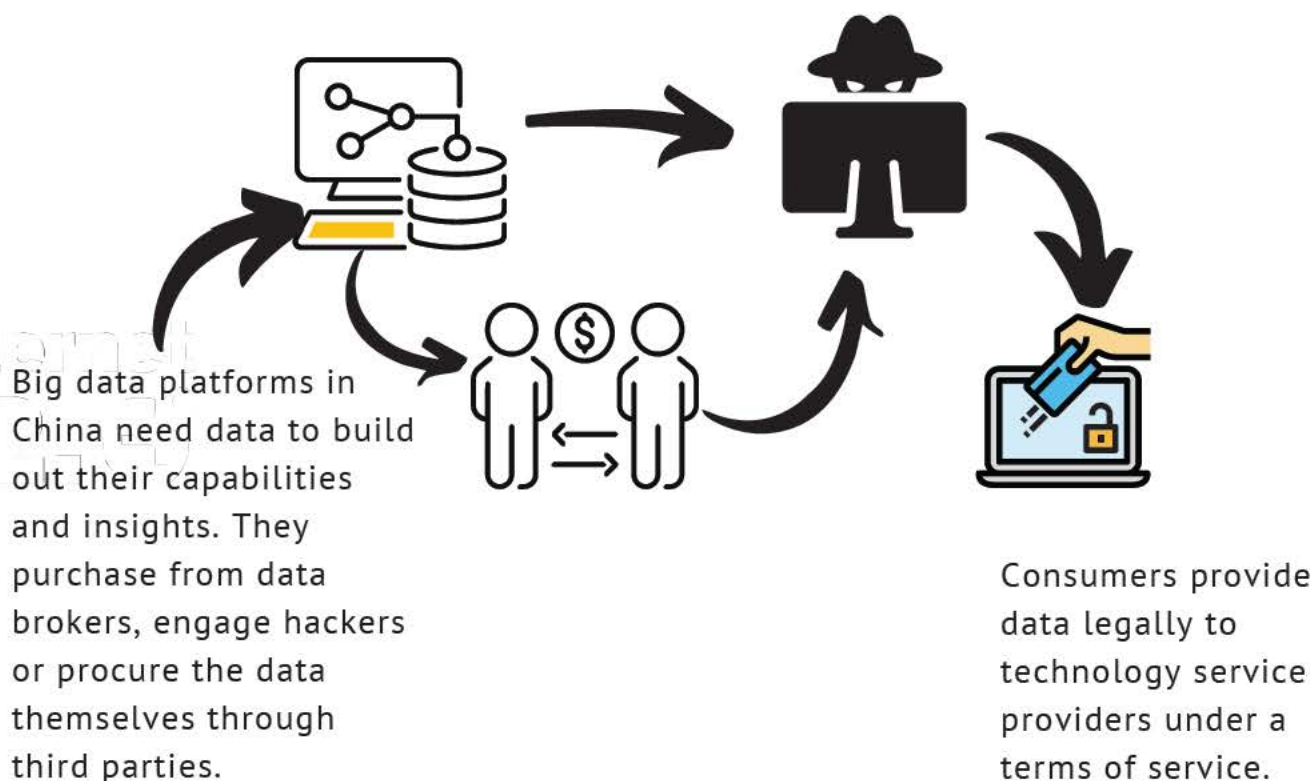 Big data platforms in
China need data to build
out their capabilities
and insights. They
purchase from data
brokers, engage hackers
or procure the data
themselves through
third parties.
$
Consumers provide
data legally to
technology service
providers under a
terms of service.